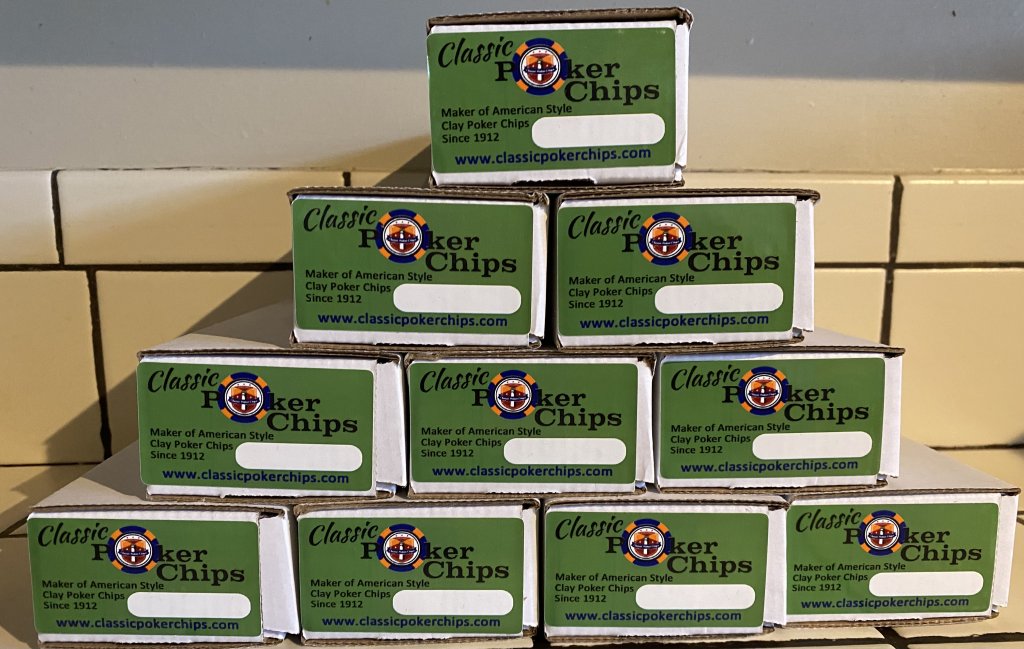 Classic
Poker
Chips
Maker of American Style
Clay Poker Chips
Since 1912
www.classicpokerchips.com
Classic
Poker
Chips
Maker of American Style
Clay Poker Chips
Since 1912
www.classicpokerchips.com
Classic
Poker
Chips
Maker of American Style
Clay Poker Chips
Since 1912
www.classicpokerchips.com
Classic
Poker
Chips
Maker of American Style
Clay Poker Chips
Since 1912
www.classicpokerchips.com
Classic
Poker
Chips
Maker of American Style
Clay Poker Chips
Since 1912
www.classicpokerchips.com
Classic
Poker
Chips
Maker of American Style
Clay Poker Chips
Since 1912
www.classicpokerchips.com
Classic
Poker
Chips
Maker of American Style
Clay Poker Chips
Since 1912
www.classicpokerchips.com
Classic
Poker
Chips
Maker of American Style
Clay Poker Chips
Since 1912
www.classicpokerchips.com
Classic
Poker
Chips
Maker of American Style
Clay Poker Chips
Since 1912
www.classicpokerchips.com
Classic
Poker
Chips
Maker of American Style
Clay Poker Chips
Since 1912
www.classicpokerchips.com